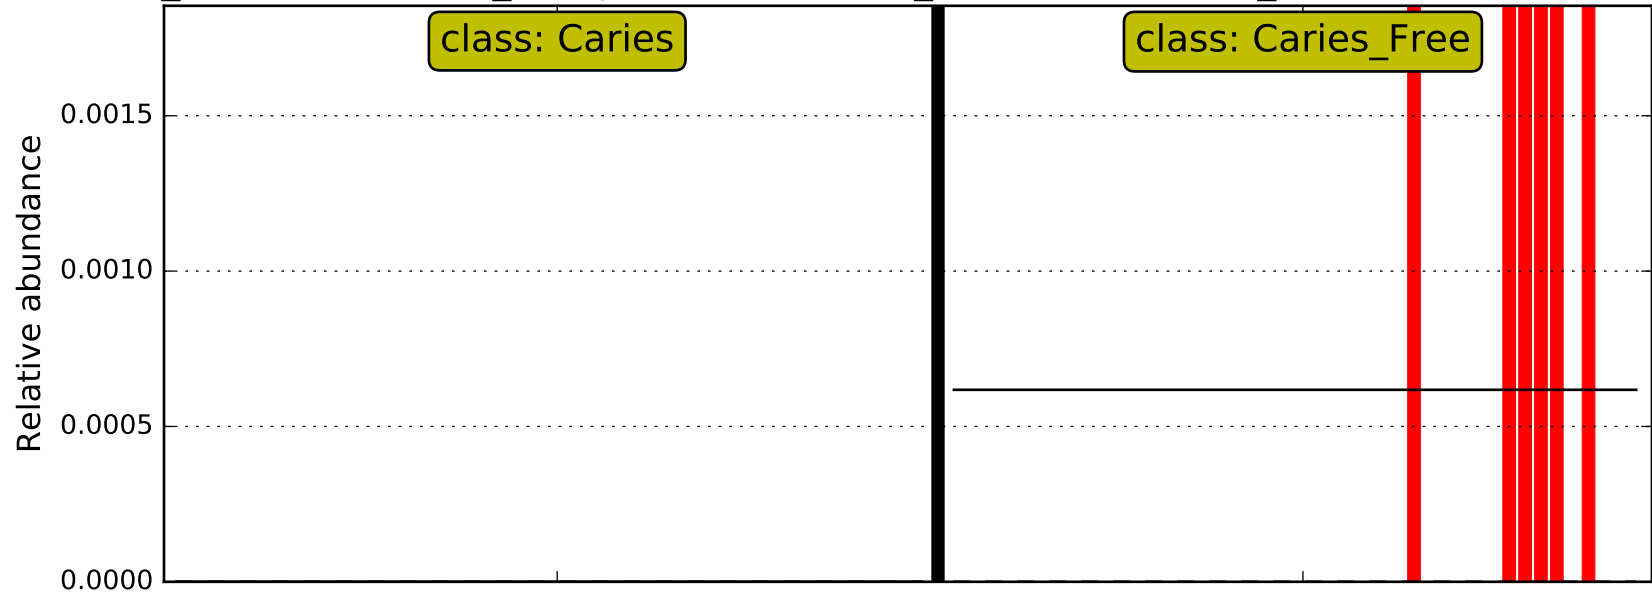 class: Caries
class: Caries_Free
0.0015
0.0010
0.0005
0.0000
Relative abundance